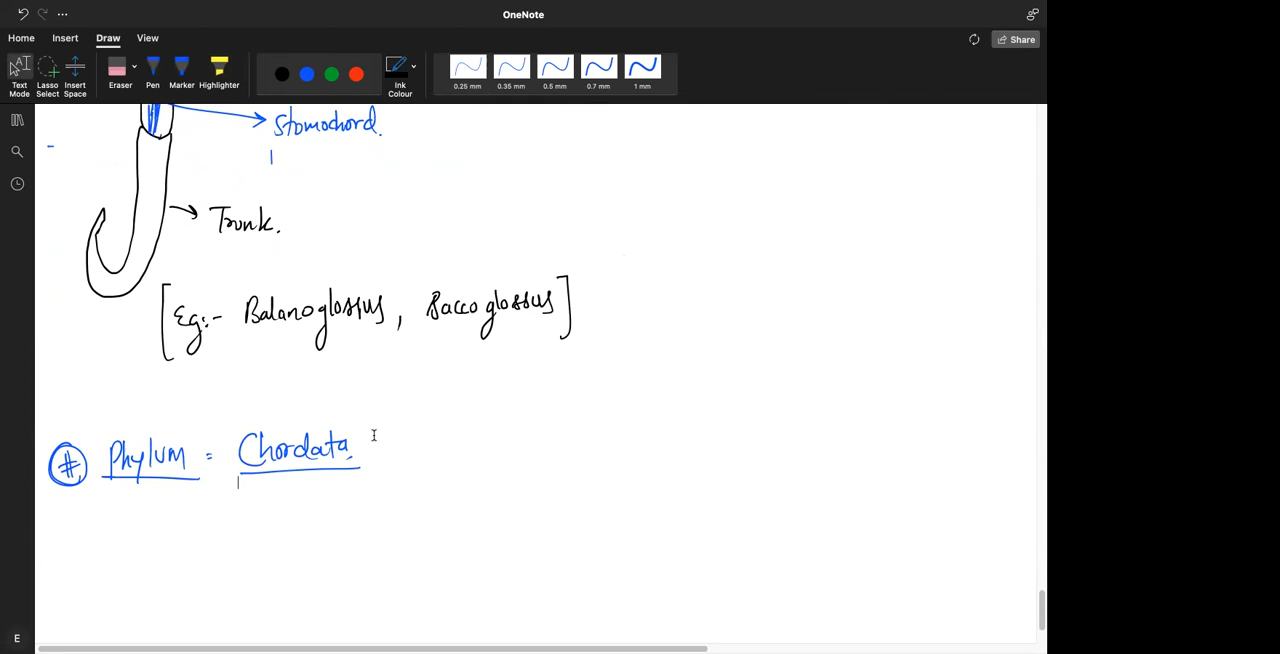 OneNote
Home Insert Draw View
Share
Text Mode Lasso Select Insert Space Eraser Pen Marker Highlighter Ink Colour 0.25 mm 0.35 mm 0.5 mm 0.7 mm 1 mm
Stomochord.
Trunk.
[Eg:- Balanoglossus, Saccoglossus]
# Phylum = Chordata
E